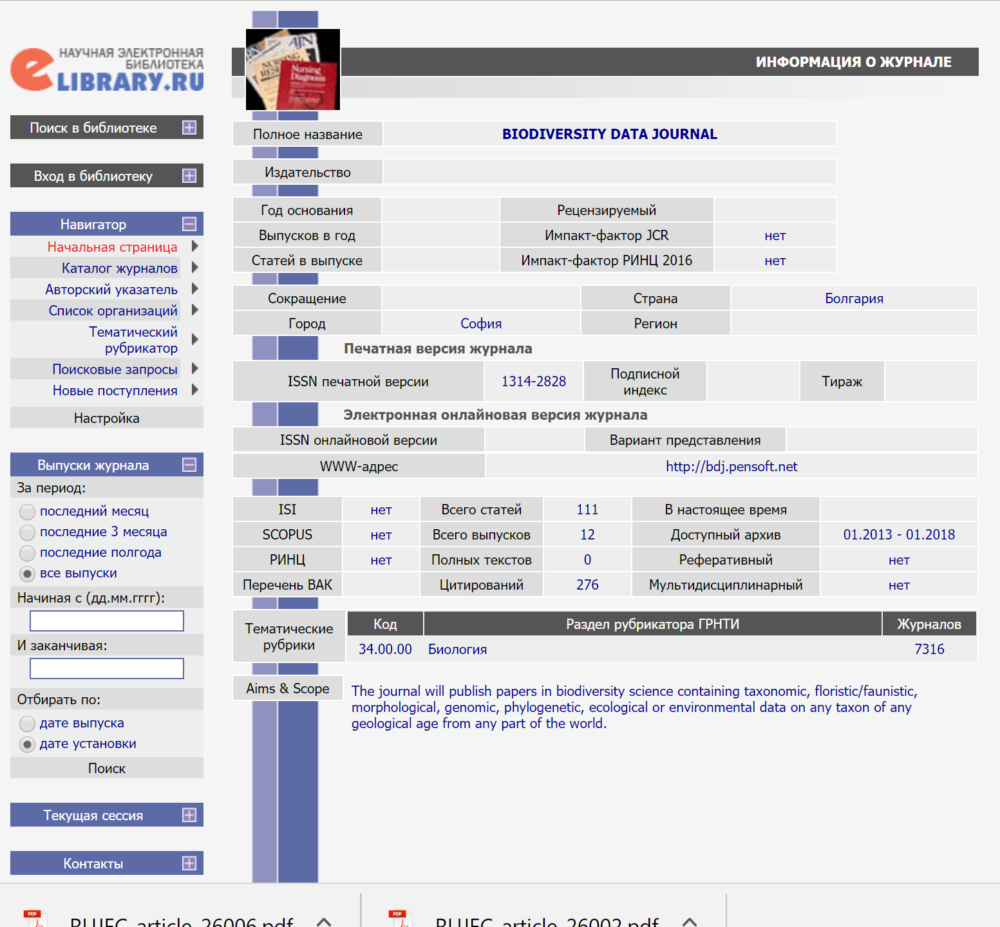 НАУЧНАЯ ЭЛЕКТРОННАЯ
БИБЛИОТЕКА
eLIBRARY.RU
Поиск в библиотеке
Вход в библиотеку
Навигатор
Начальная страница
Каталог журналов
Авторский указатель
Список организаций
Тематический
рубрикатор
Поисковые запросы
Новые поступления
Настройка
Выпуски журнала
За период:
последний месяц
последние 3 месяца
последние полгода
все выпуски
Начиная с (дд.мм.гггг):
И заканчивая:
Отбирать по:
дате выпуска
дате установки
Поиск
Текущая сессия
Контакты
AJN
Nursing
Diagnosis
ИНФОРМАЦИЯ О ЖУРНАЛЕ
Полное название BIODIVERSITY DATA JOURNAL
Издательство
Год основания Рецензируемый
Выпусков в год Импакт-фактор JCR нет
Статей в выпуске Импакт-фактор РИНЦ 2016 нет
Сокращение Страна Болгария
Город София Регион
Печатная версия журнала
ISSN печатной версии 1314-2828 Подписной индекс Тираж
Электронная онлайновая версия журнала
ISSN онлайновой версии Вариант представления
WWW-адрес http://bdj.pensoft.net
ISI нет Всего статей 111 В настоящее время
SCOPUS нет Всего выпусков 12 Доступный архив 01.2013 - 01.2018
РИНЦ нет Полных текстов 0 Реферативный нет
Перечень ВАК Цитирований 276 Мультидисциплинарный нет
Тематические рубрики
Код Раздел рубрикатора ГРНТИ Журналов
34.00.00 Биология 7316
Aims & Scope
The journal will publish papers in biodiversity science containing taxonomic, floristic/faunistic,
morphological, genomic, phylogenetic, ecological or environmental data on any taxon of any
geological age from any part of the world.
PDF
PDF